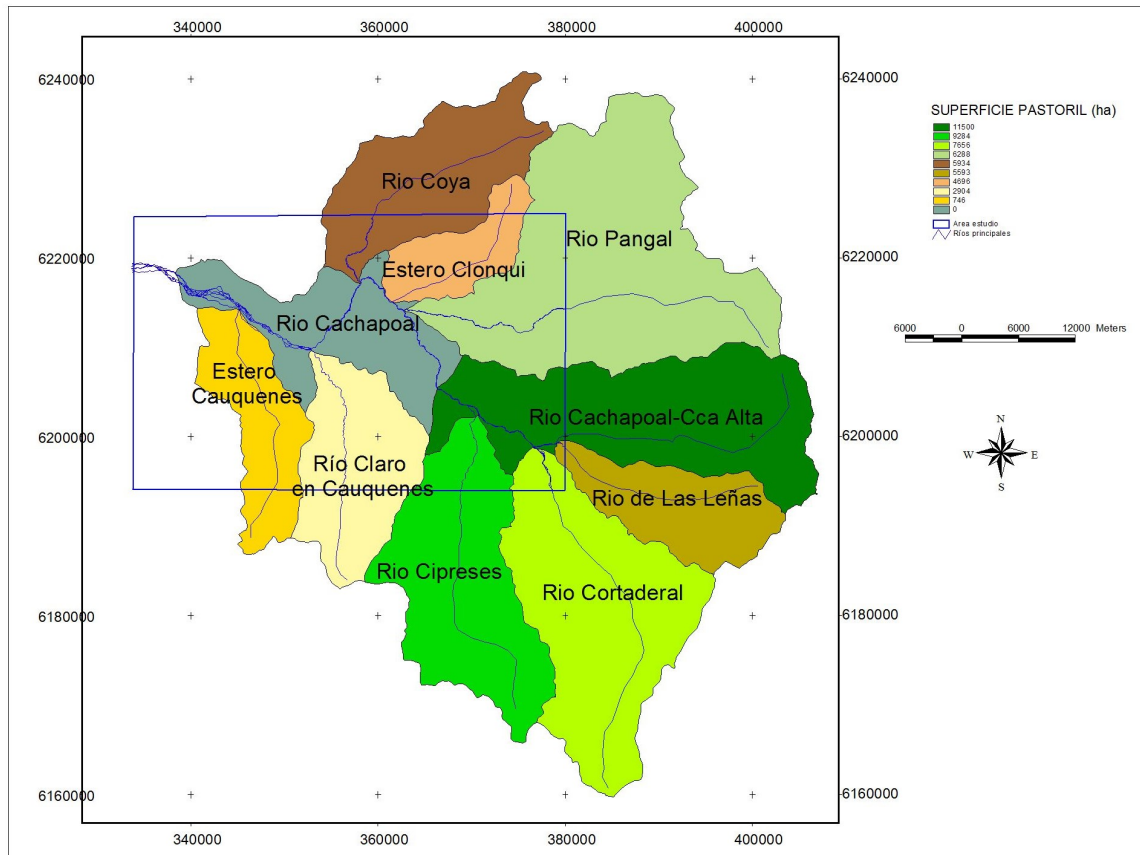 340000 360000 380000 400000
6240000 6240000
SUPERFICIE PASTORIL (ha)
11500
9284
7656
6288
5934
5593
4696
2904
746
0
Area estudio
Ríos principales
Rio Coya
Rio Pangal
6220000 6220000
Estero Clonqui
Rio Cachapoal
6000 0 6000 12000 Meters
Estero
Cauquenes
Rio Cachapoal-Cca Alta
N
W E
S
6200000 6200000
Río Claro
en Cauquenes
Rio de Las Leñas
Rio Cipreses
Rio Cortaderal
6180000 6180000
6160000 6160000
340000 360000 380000 400000